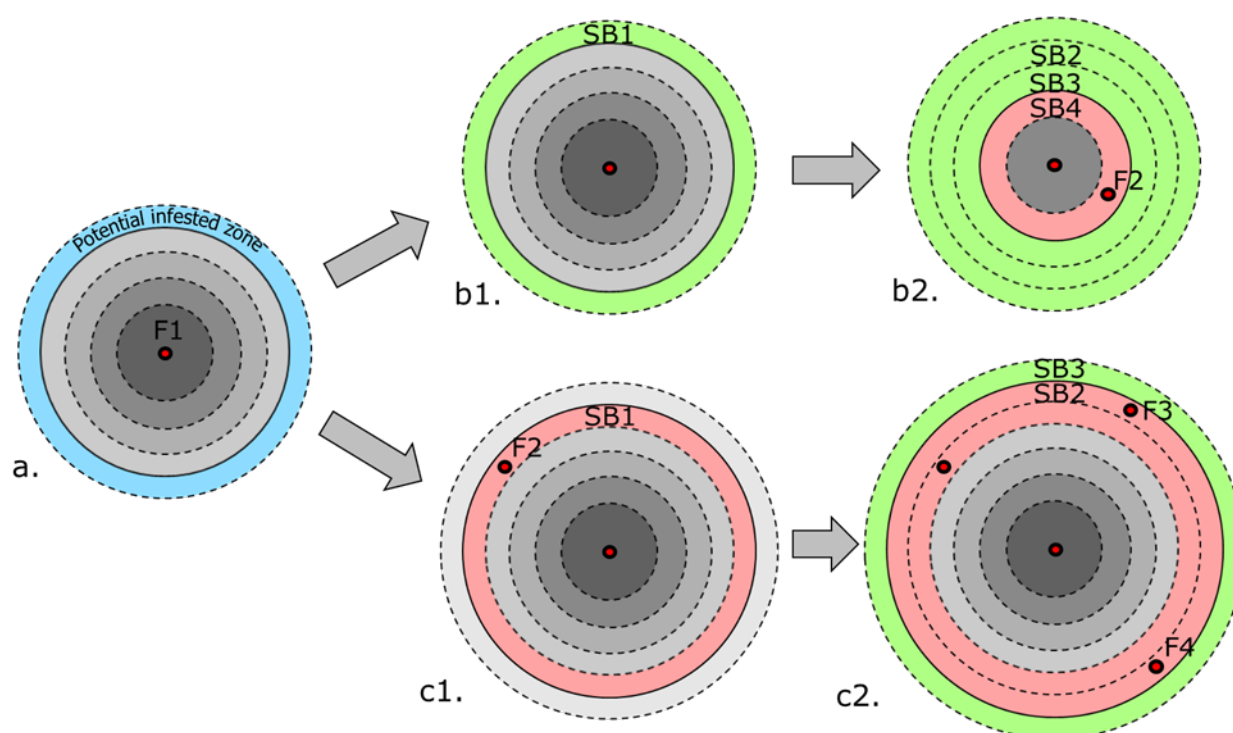 Potential infested zone
F1
a.
SB1
b1.
SB2
SB3
SB4
F2
b2.
SB1
F2
c1.
SB3
SB2
F3
F4
c2.